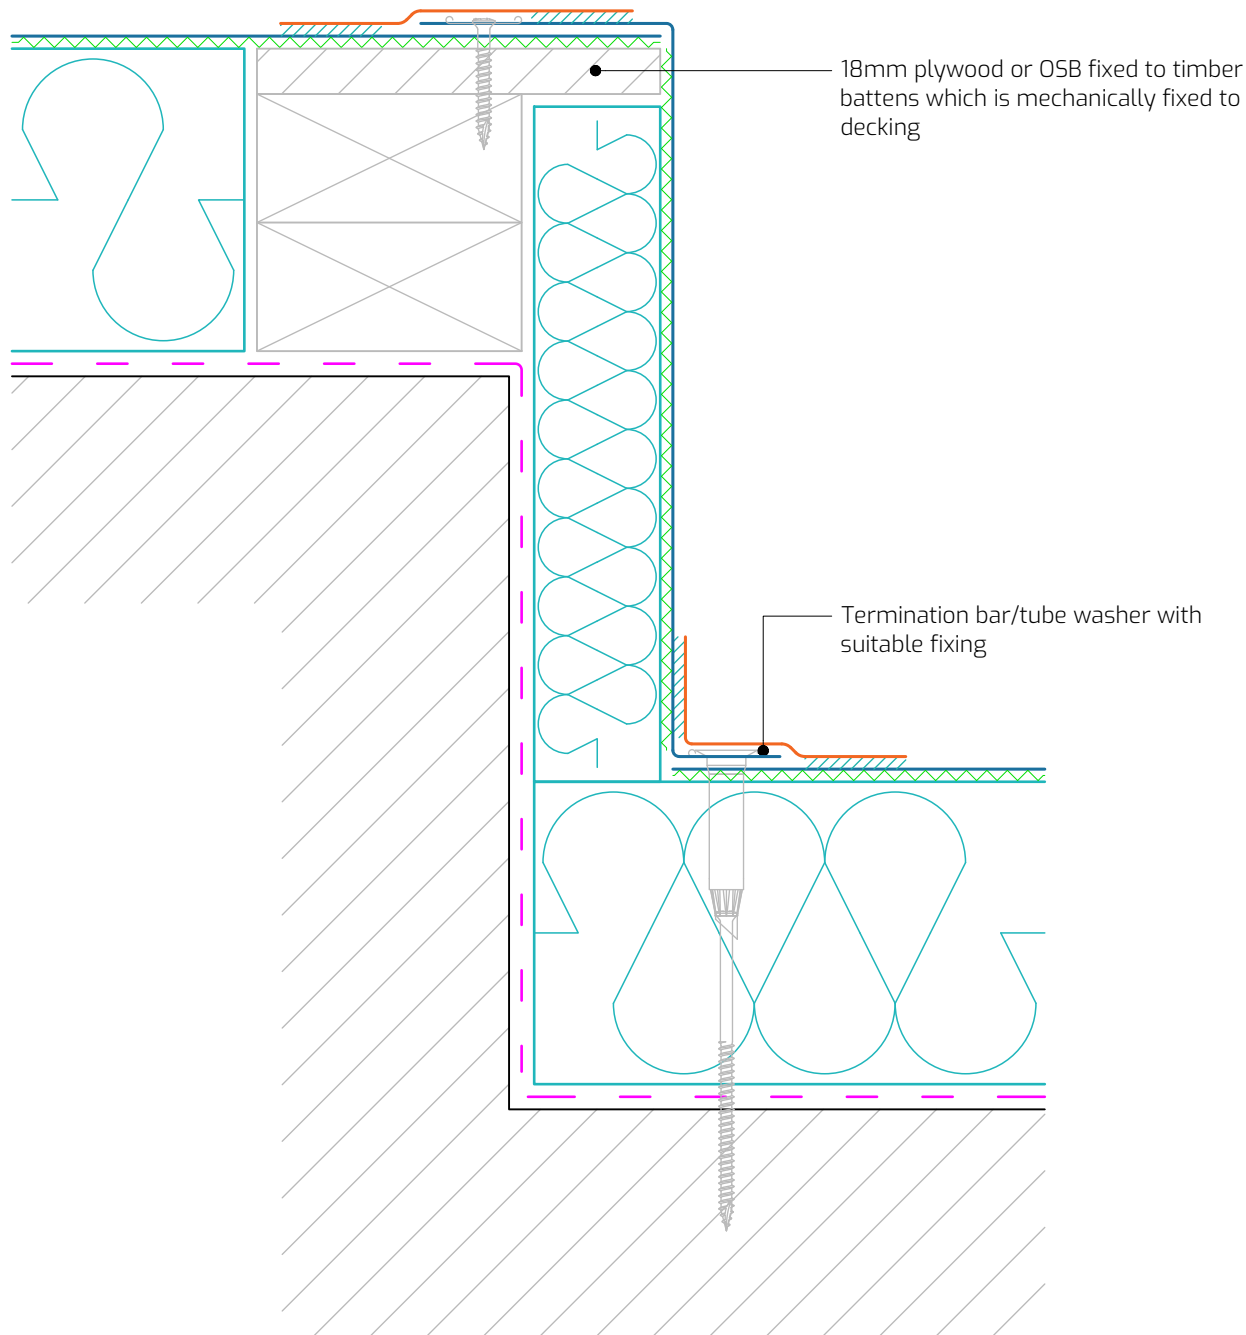 18mm plywood or OSB fixed to timber
battens which is mechanically fixed to
decking
Termination bar/tube washer with
suitable fixing